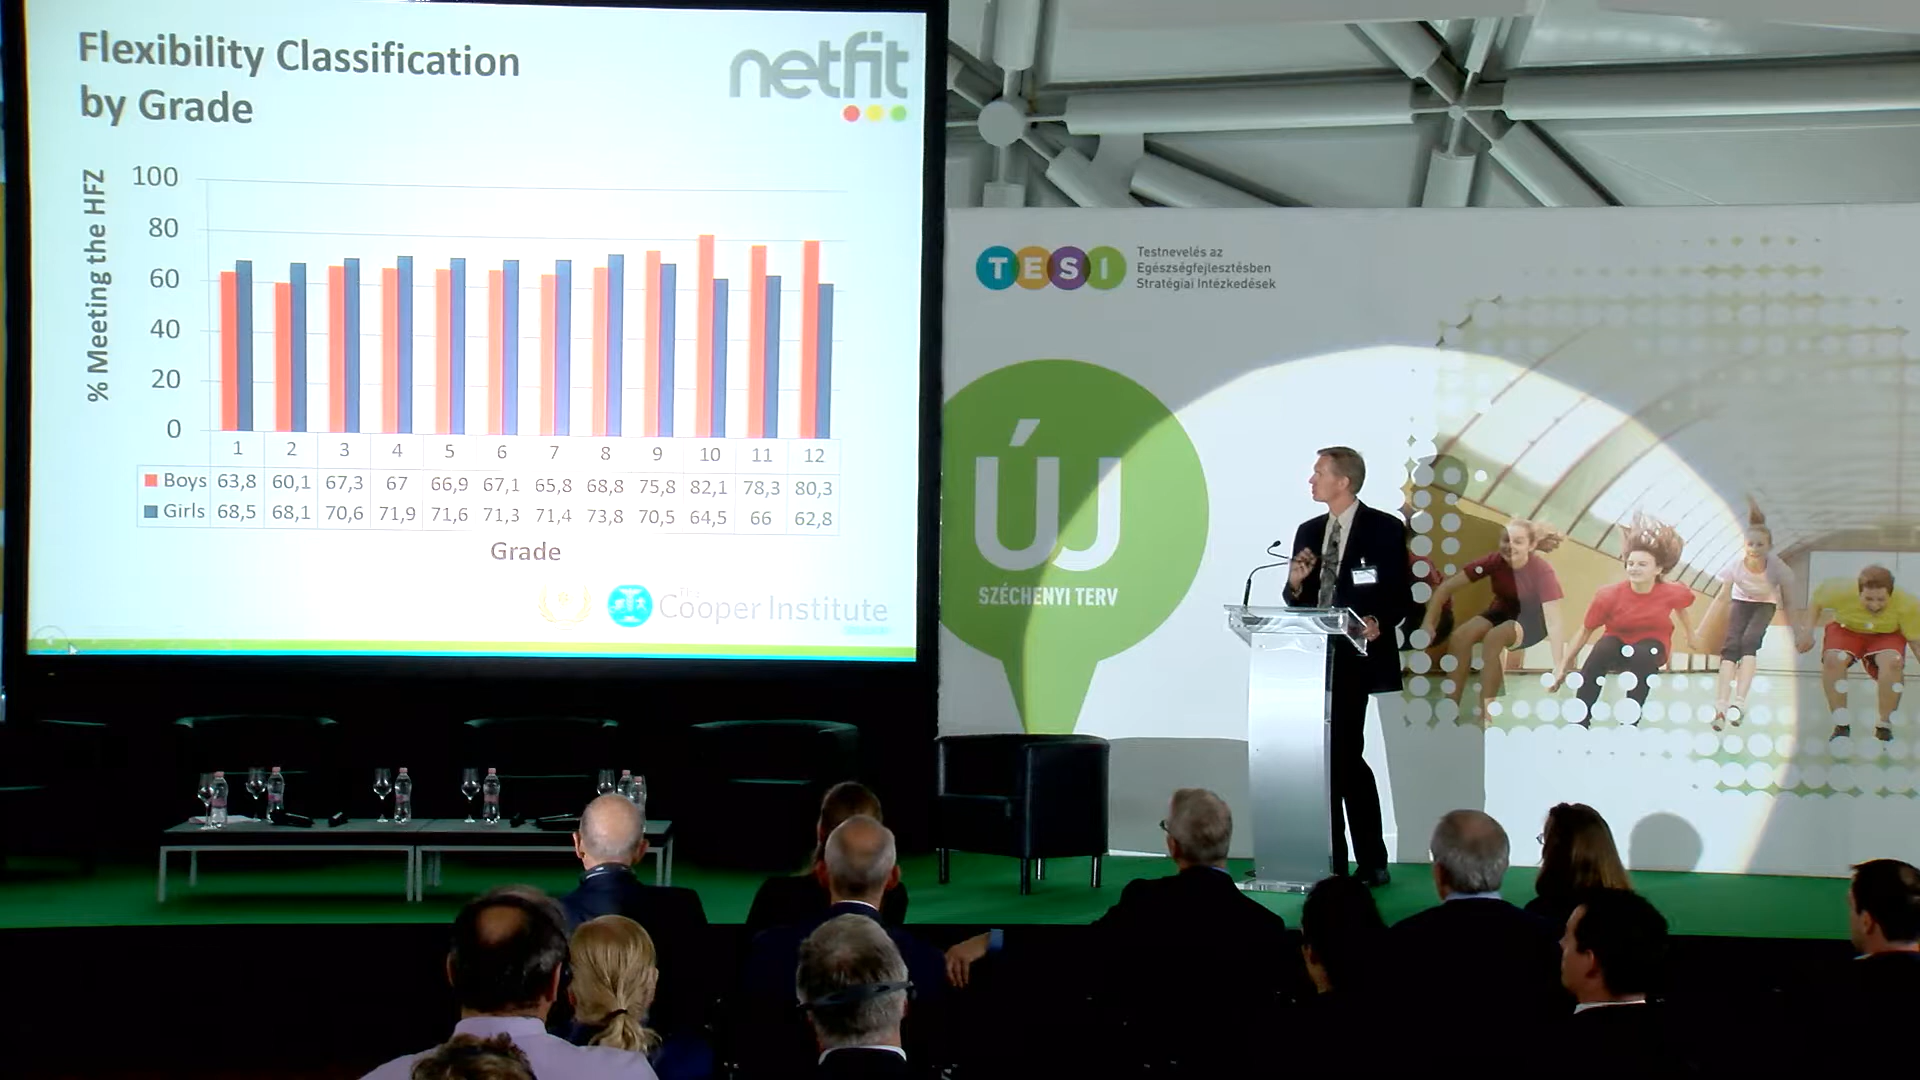 Flexibility Classification
by Grade
netfit
% Meeting the HFZ
100
80
60
40
20
0
1 2 3 4 5 6 7 8 9 10 11 12
Boys 63,8 60,1 67,3 67 66,9 67,1 65,8 68,8 75,8 82,1 78,3 80,3
Girls 68,5 68,1 70,6 71,9 71,6 71,3 71,4 73,8 70,5 64,5 66 62,8
Grade
The
Cooper Institute
TESI
Testnevelés az
Egészségfejlesztésben
Stratégiai Intézkedések
ÚJ
SZÉCHENYI TERV